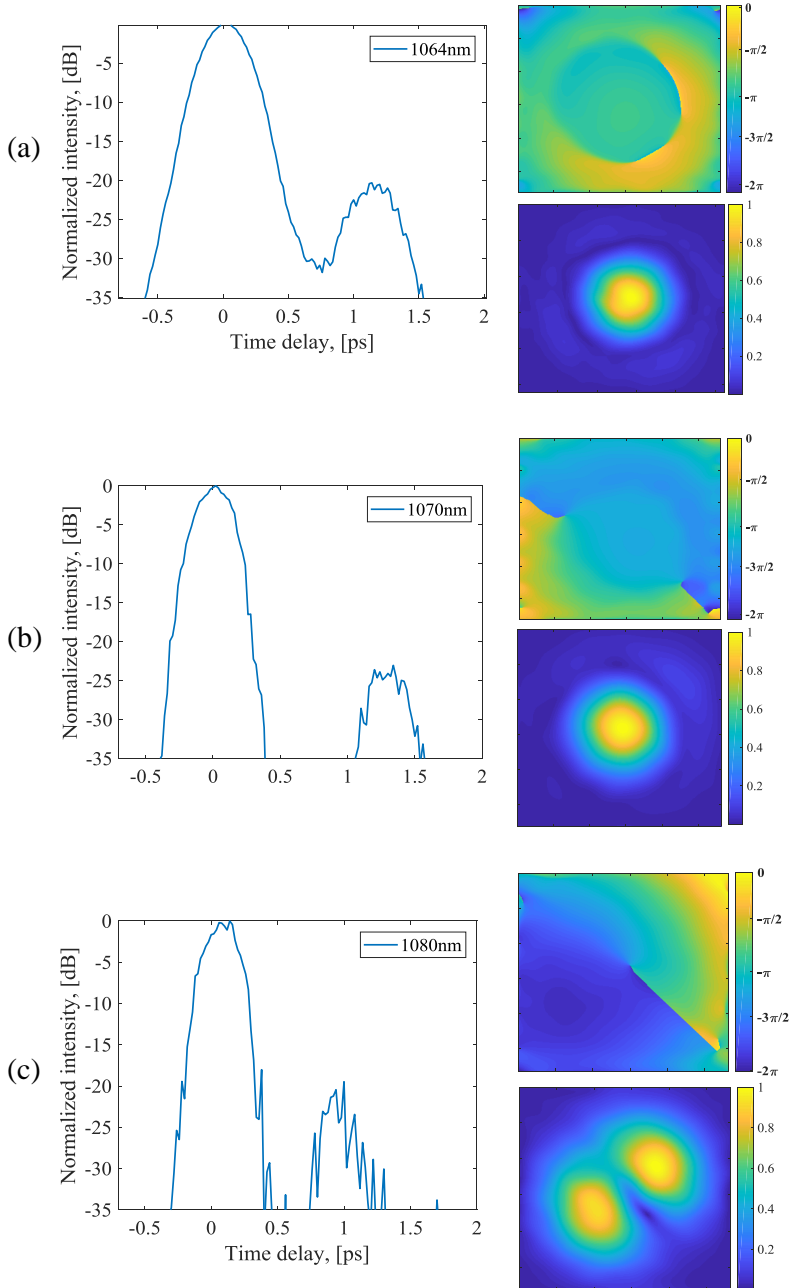 (a)
Normalized intensity, [dB]
-5
-10
-15
-20
-25
-30
-35
1064nm
-0.5
0
0.5
1
1.5
2
Time delay, [ps]
0
-π/2
-π
-3π/2
-2π
1
0.8
0.6
0.4
0.2
(b)
Normalized intensity, [dB]
0
-5
-10
-15
-20
-25
-30
-35
1070nm
-0.5
0
0.5
1
1.5
2
0
-π/2
-π
-3π/2
-2π
1
0.8
0.6
0.4
0.2
(c)
Normalized intensity, [dB]
0
-5
-10
-15
-20
-25
-30
-35
1080nm
-0.5
0
0.5
1
1.5
2
Time delay, [ps]
0
-π/2
-π
-3π/2
-2π
1
0.8
0.6
0.4
0.2